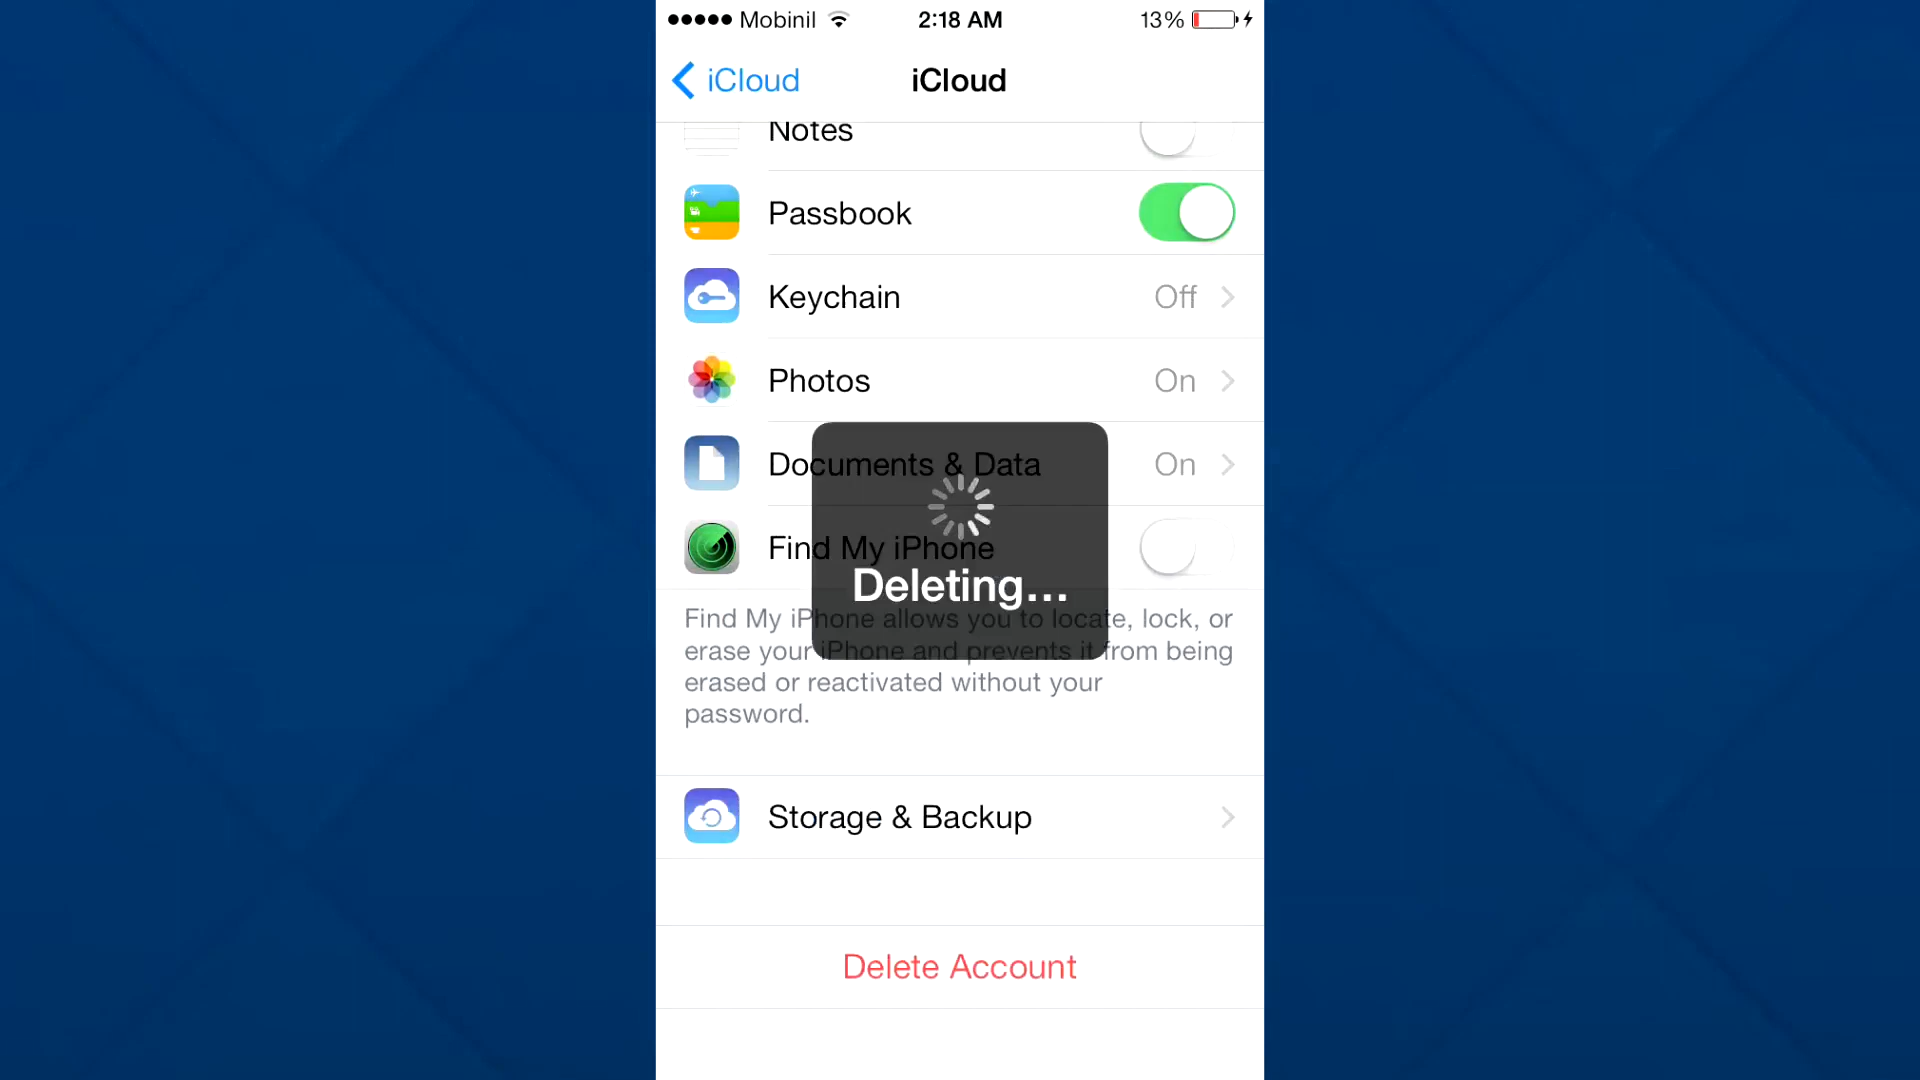 Mobinil 2:18 AM 13%
iCloud iCloud
Notes
Passbook
Keychain Off
Photos On
Documents & Data On
Find My iPhone
Deleting...
Find My iPhone allows you to locate, lock, or
erase your iPhone and prevents it from being
erased or reactivated without your
password.
Storage & Backup
Delete Account